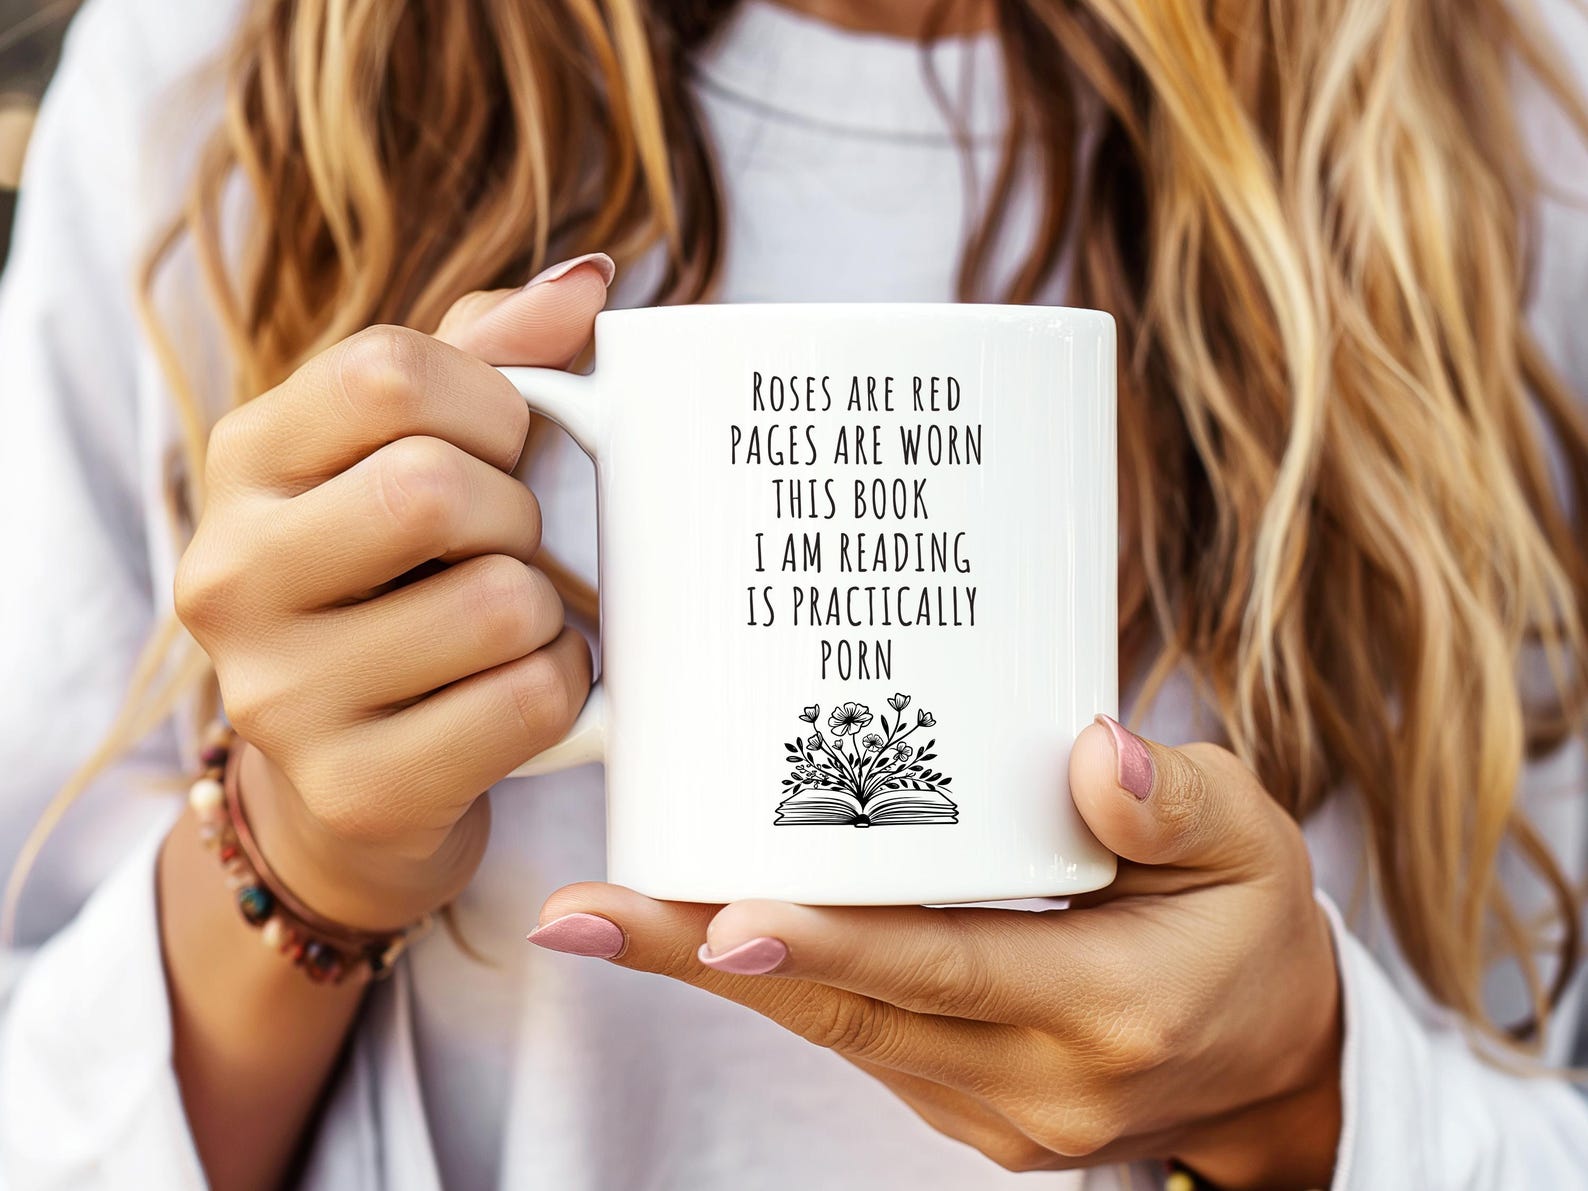 ROSES ARE RED
PAGES ARE WORN
THIS BOOK
I AM READING
IS PRACTICALLY
PORN